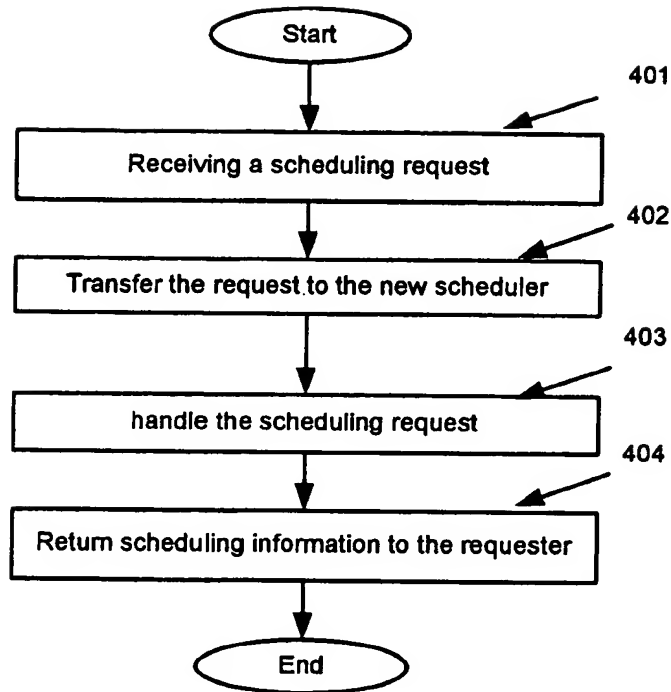 Start
401
Receiving a scheduling request
402
Transfer the request to the new scheduler
403
handle the scheduling request
404
Return scheduling information to the requester
End